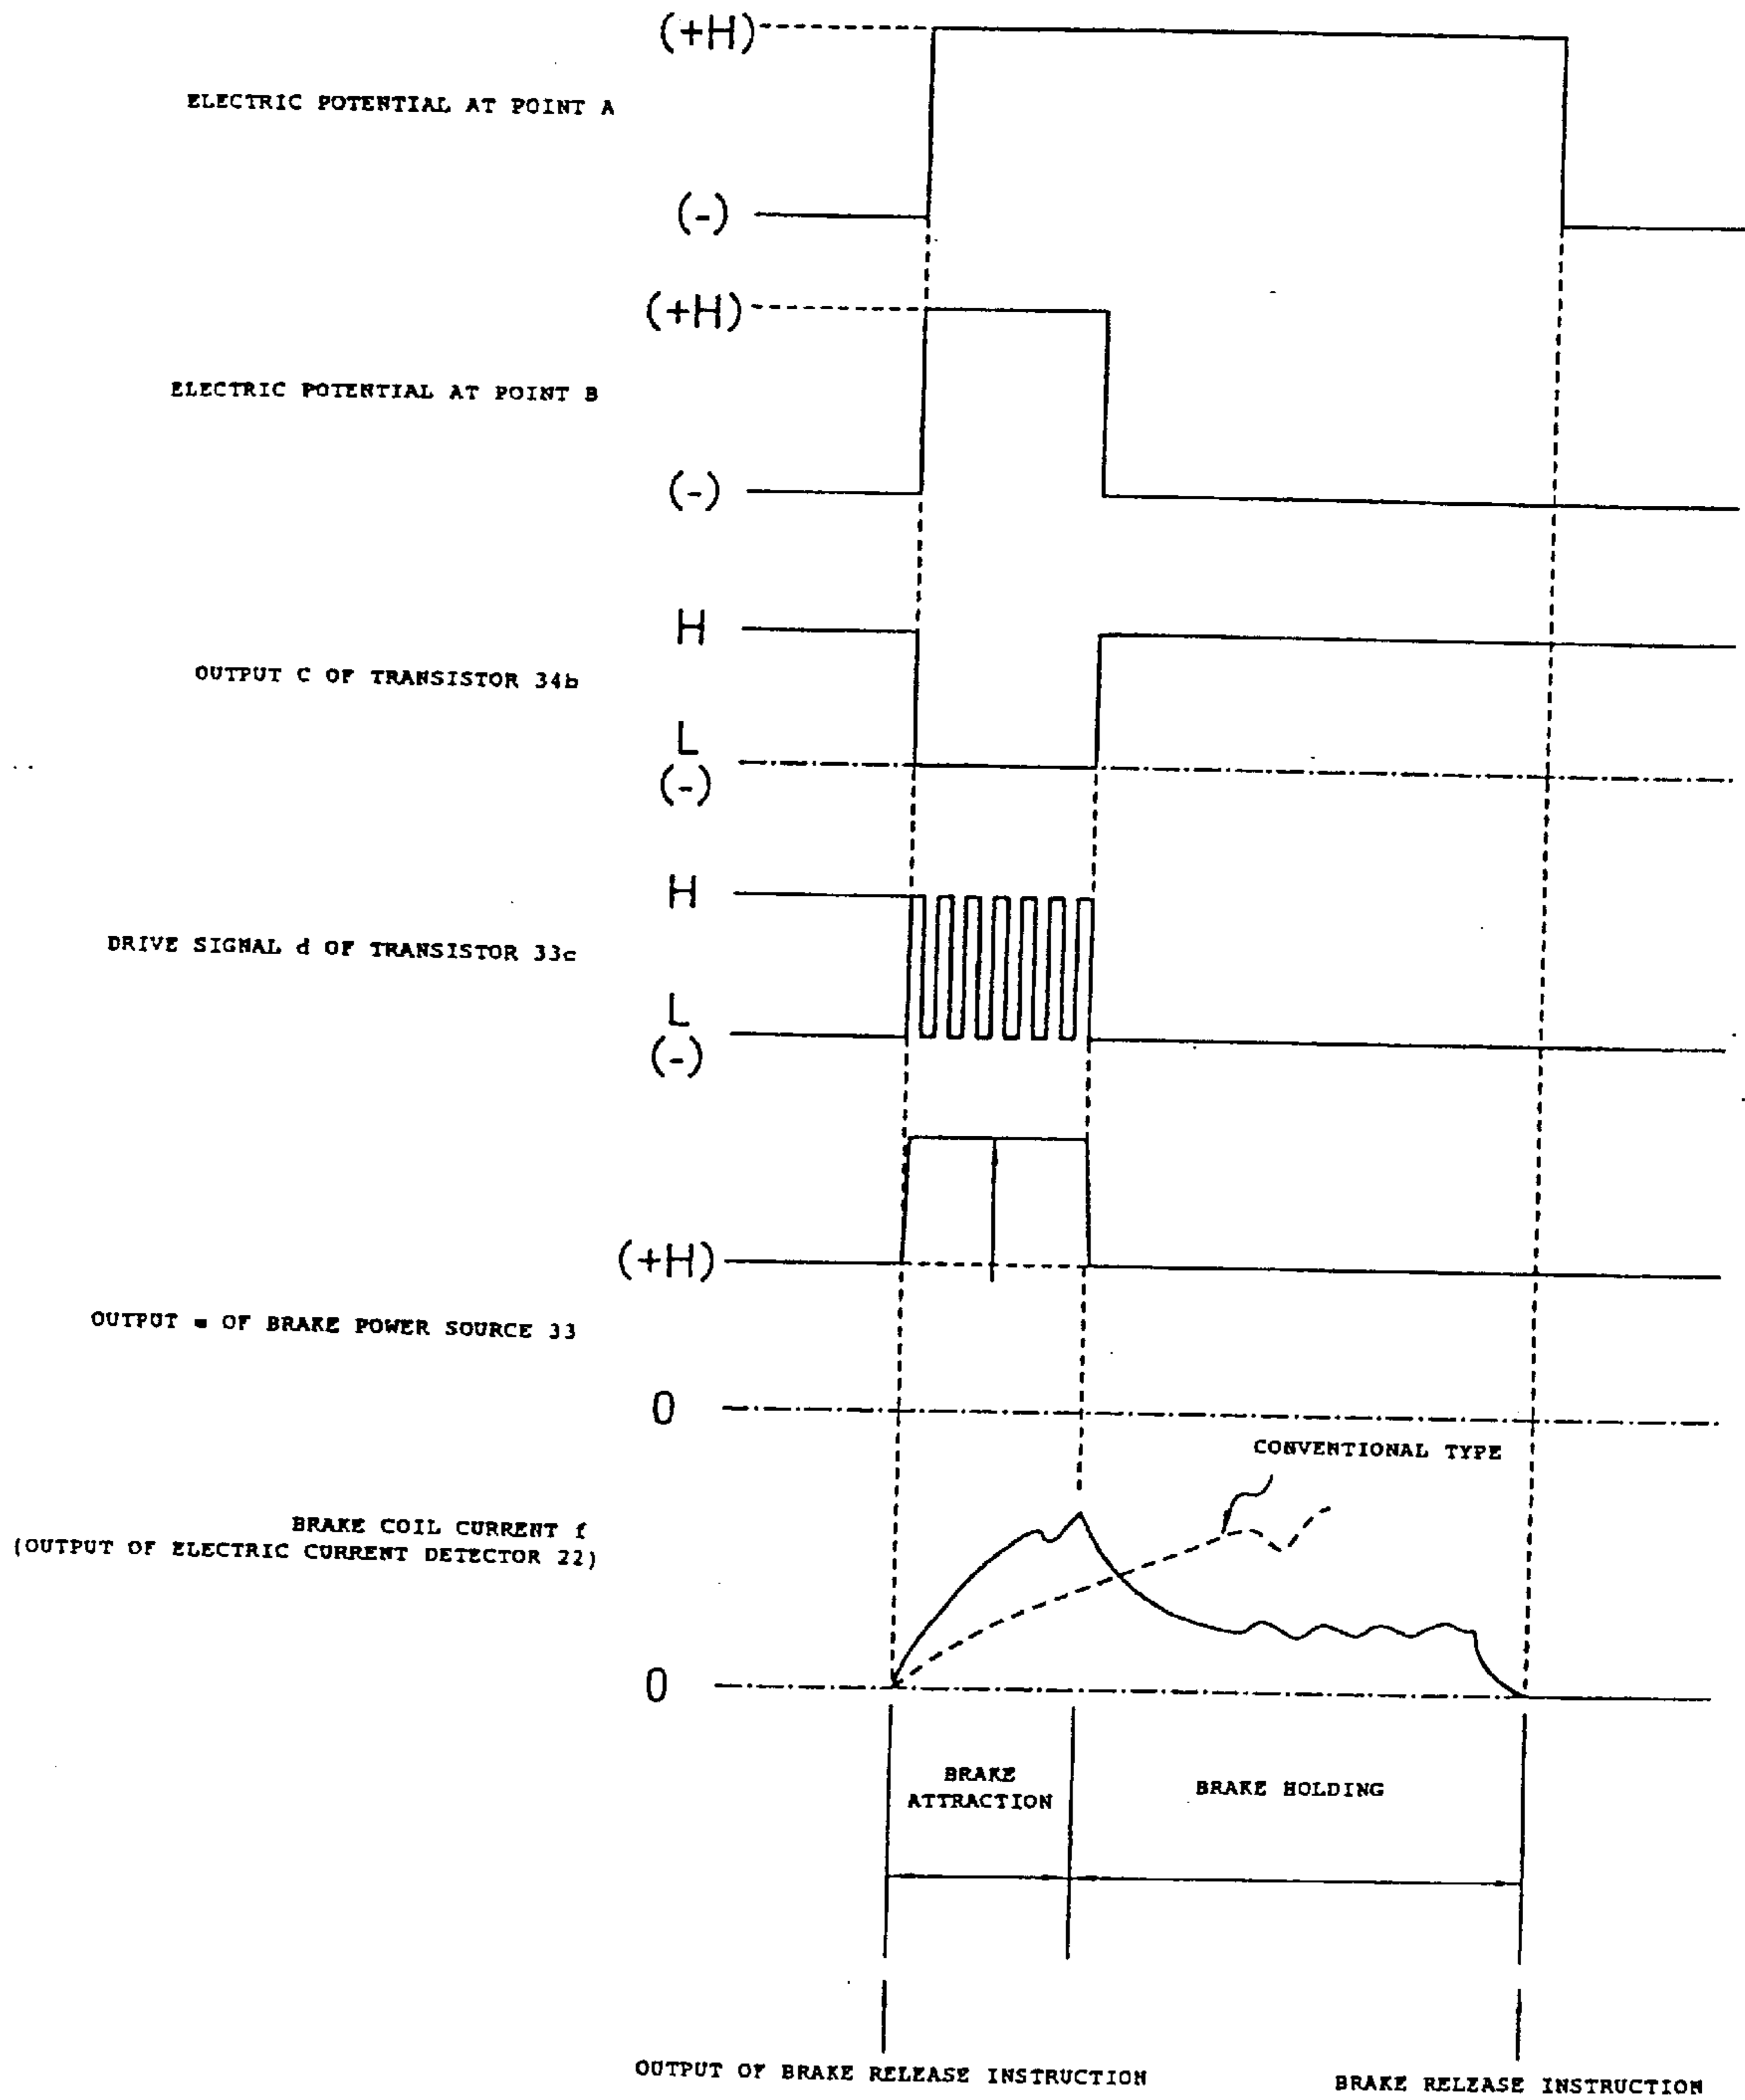 (+H)
ELECTRIC POTENTIAL AT POINT A
(-)
(+H)
ELECTRIC POTENTIAL AT POINT B
(-)
H
OUTPUT C OF TRANSISTOR 34b
L
(-)
H
DRIVE SIGNAL d OF TRANSISTOR 33c
L
(-)
(+H)
OUTPUT OF BRAKE POWER SOURCE 33
0
CONVENTIONAL TYPE
BRAKE COIL CURRENT f
(OUTPUT OF ELECTRIC CURRENT DETECTOR 22)
0
BRAKE
ATTRACTION
BRAKE HOLDING
OUTPUT OF BRAKE RELEASE INSTRUCTION
BRAKE RELEASE INSTRUCTION